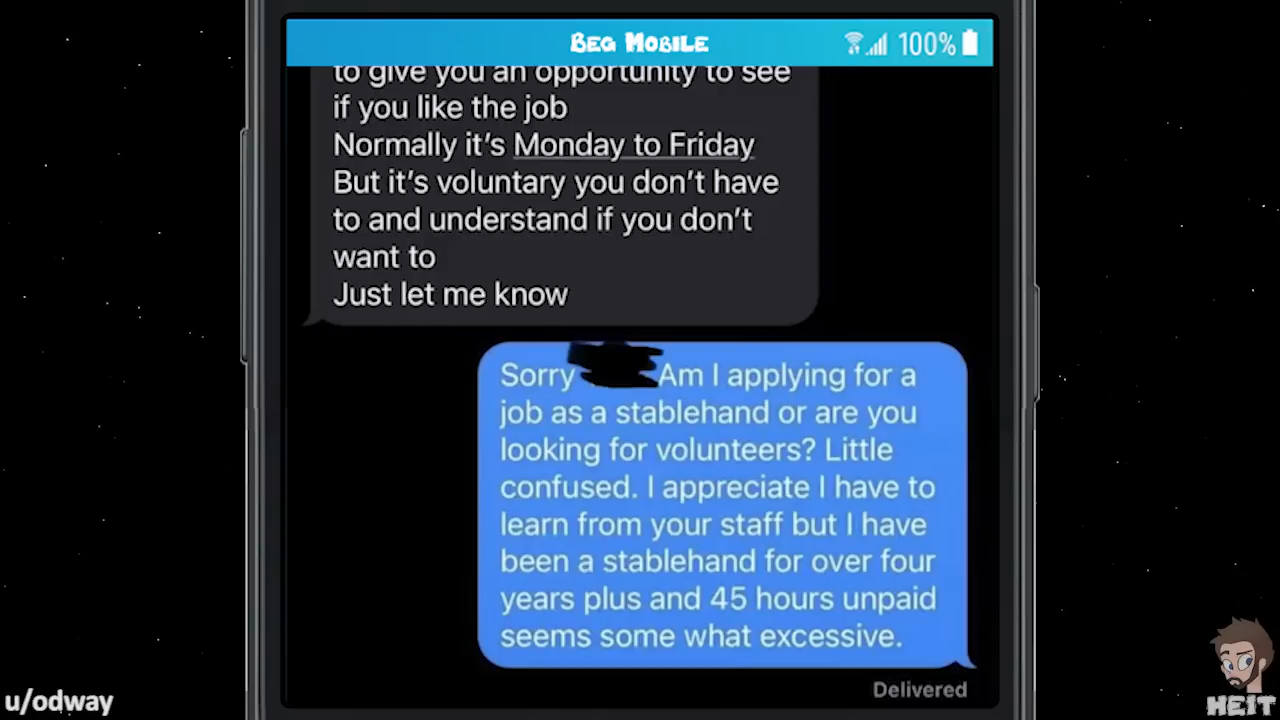 Beg Mobile
100%
to give you an opportunity to see
if you like the job
Normally it's Monday to Friday
But it's voluntary you don't have
to and understand if you don't
want to
Just let me know
Sorry Am I applying for a
job as a stablehand or are you
looking for volunteers? Little
confused. I appreciate I have to
learn from your staff but I have
been a stablehand for over four
years plus and 45 hours unpaid
seems some what excessive.
Delivered
u/odway
HEIT